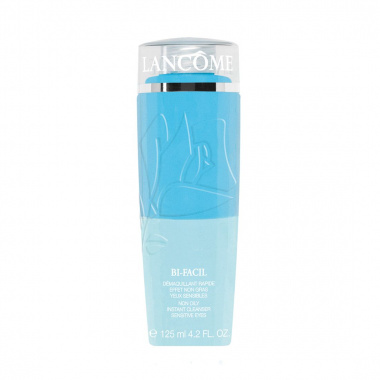 LANCÔME
BI-FACIL
DÉMAQUILLANT RAPIDE
EFFET NON GRAS
YEUX SENSIBLES
NON OILY
INSTANT CLEANSER
SENSITIVE EYES
e 125 ml 4.2 FL. OZ.